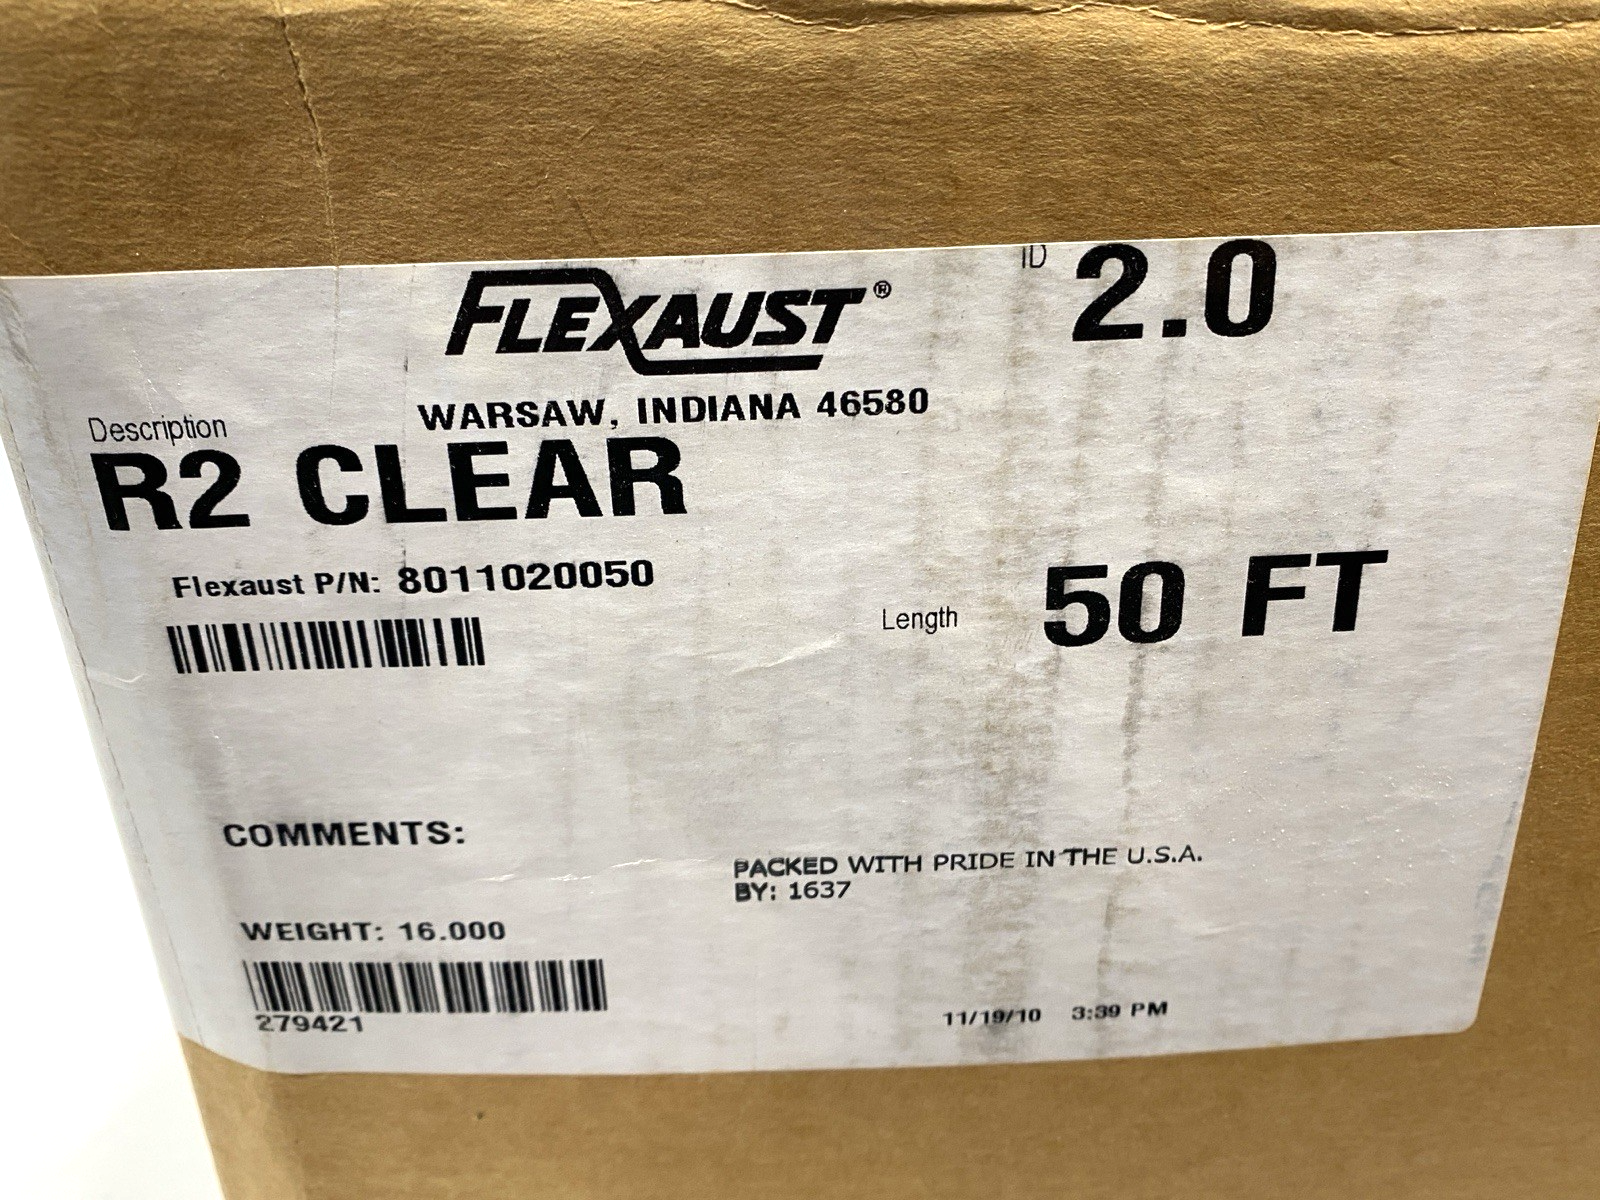 FLEXAUST®
ID 2.0
WARSAW, INDIANA 46580
Description
R2 CLEAR
Flexaust P/N: 8011020050
Length 50 FT
COMMENTS:
PACKED WITH PRIDE IN THE U.S.A.
BY: 1637
WEIGHT: 16.000
279421
11/19/10 3:39 PM